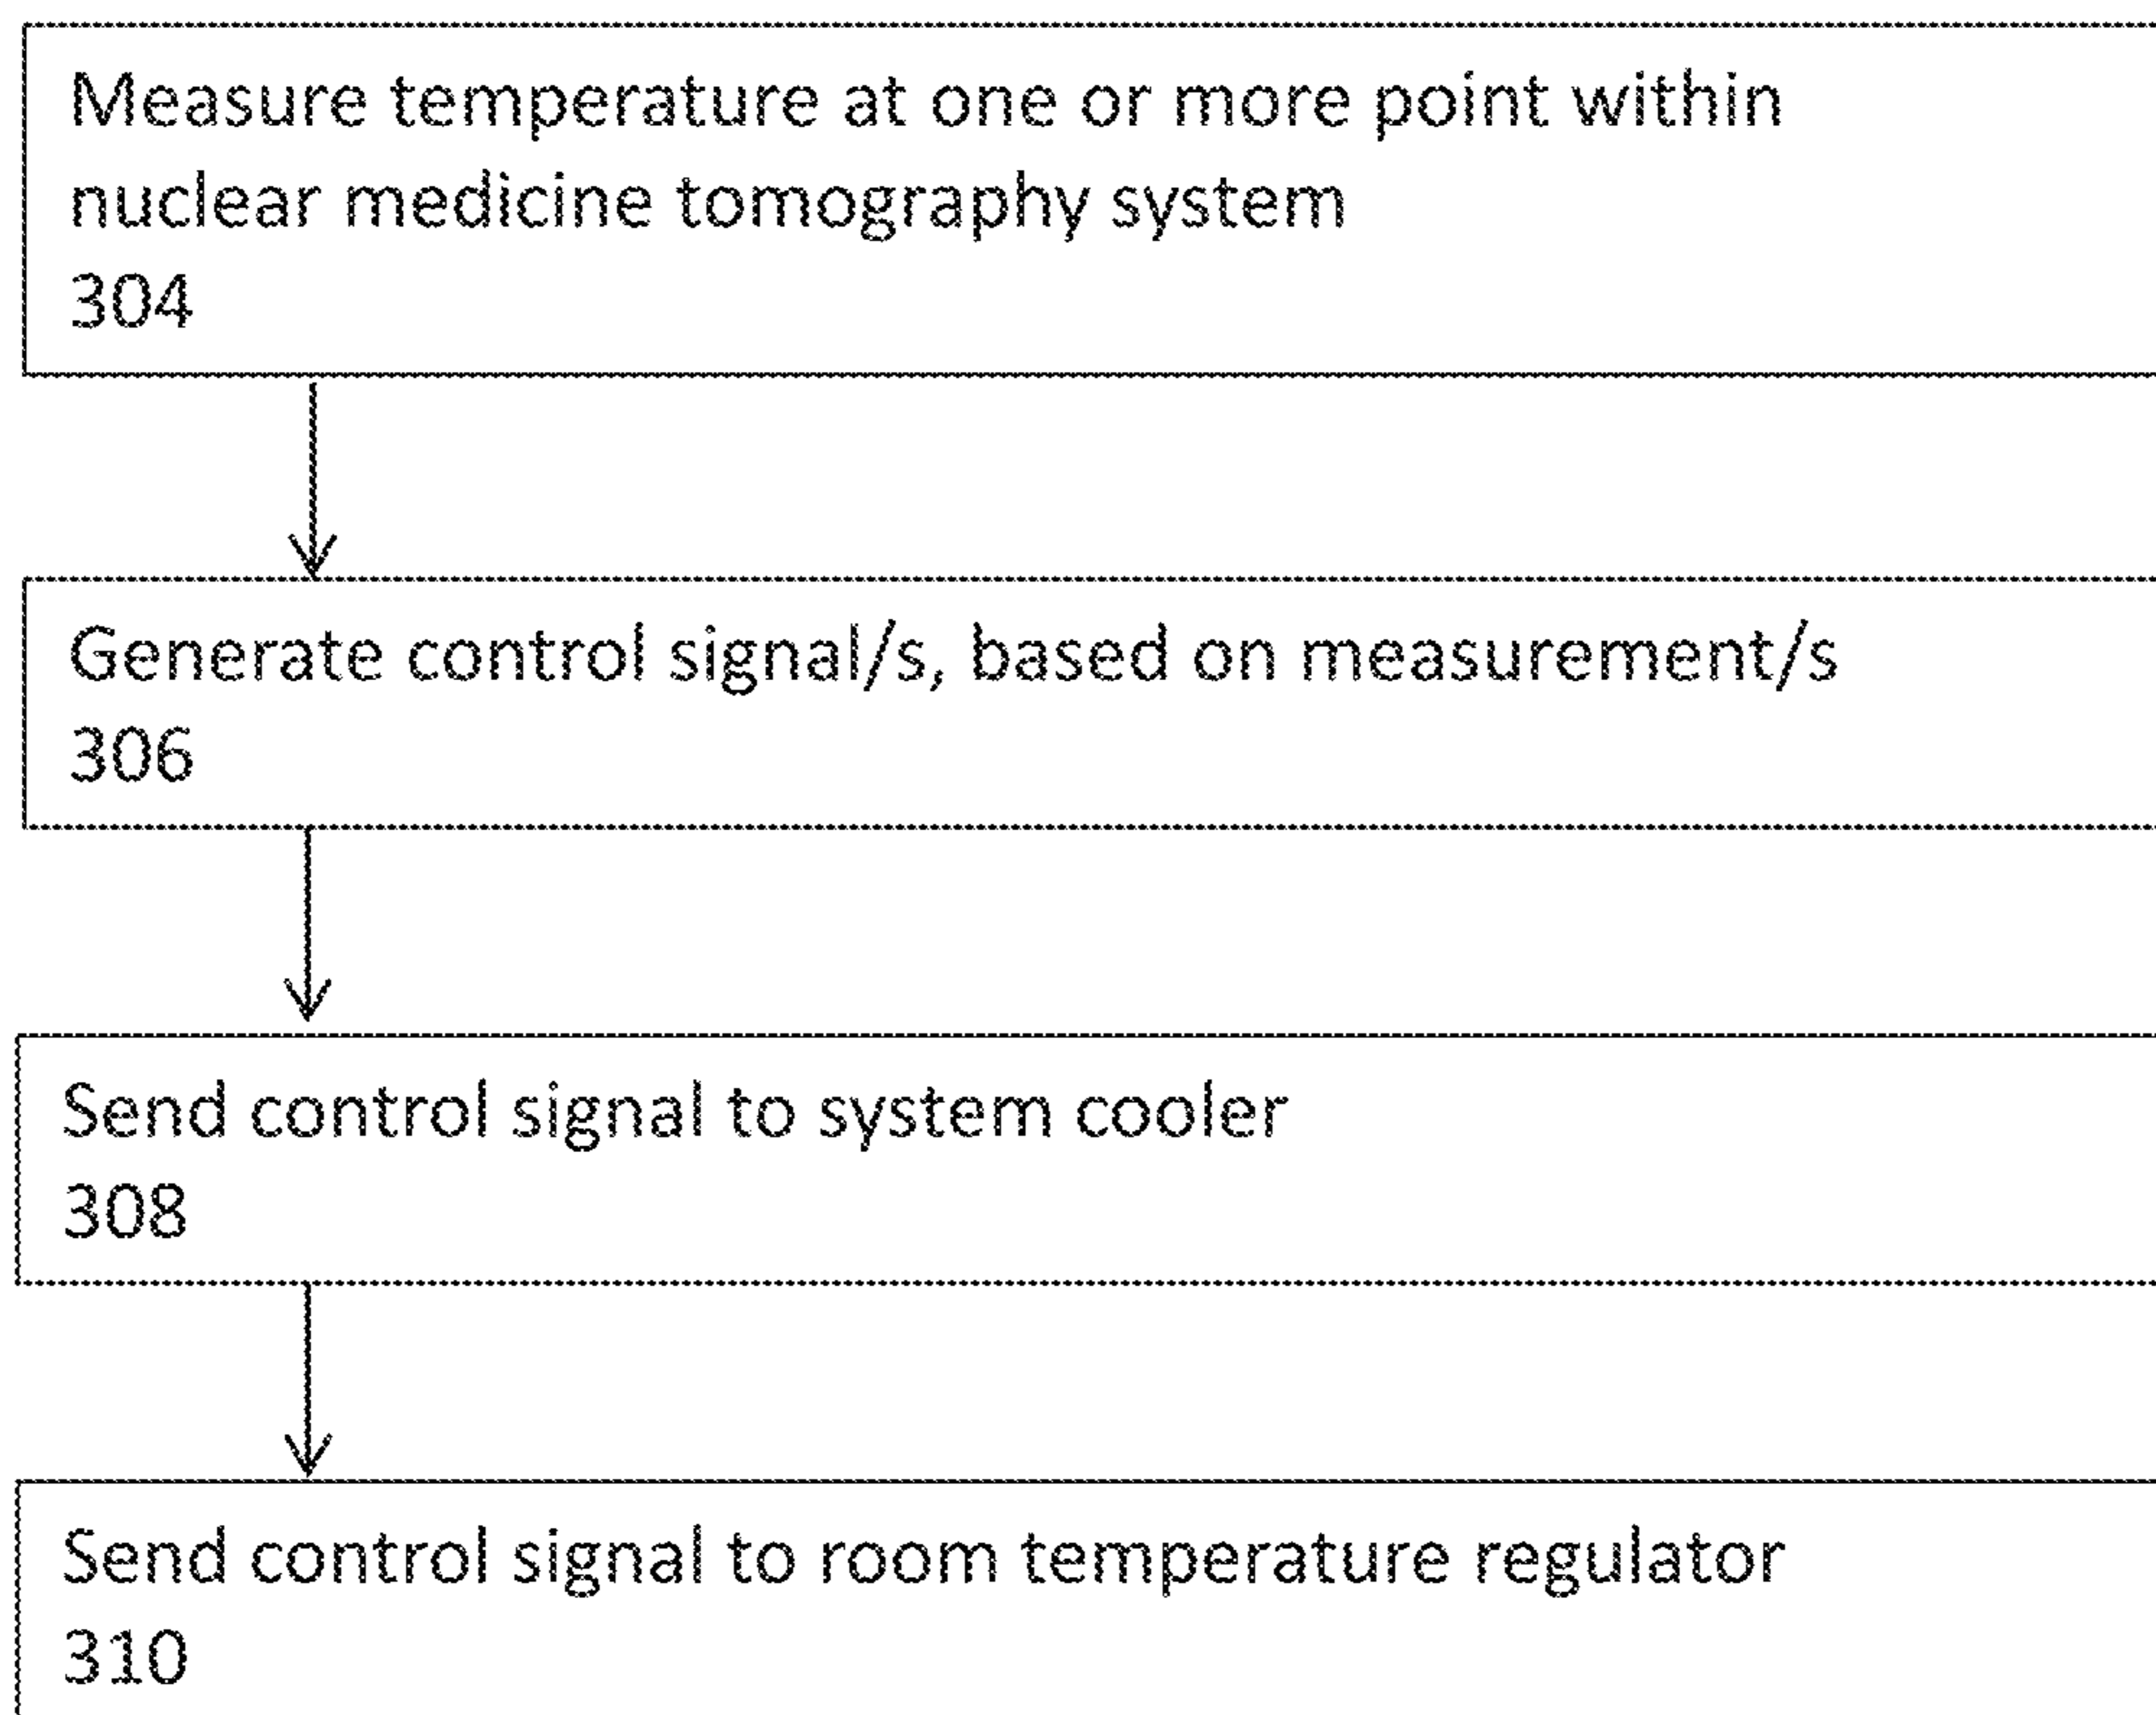 Measure temperature at one or more point within
nuclear medicine tomography system
304
Generate control signal/s, based on measurement/s
306
Send control signal to system cooler
308
Send control signal to room temperature regulator
310